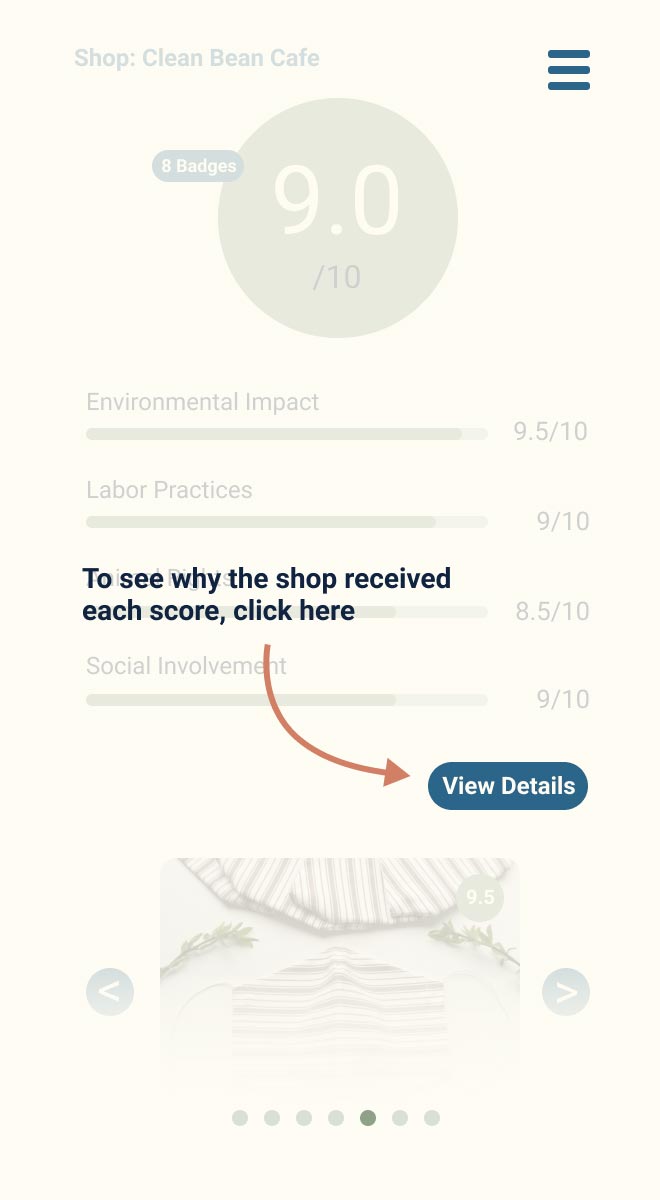 Shop: Clean Bean Cafe
8 Badges
9.0
/10
Environmental Impact
9.5/10
Labor Practices
9/10
Animal Rights
8.5/10
To see why the shop received
each score, click here
Social Involvement
9/10
View Details
9.5
<
>